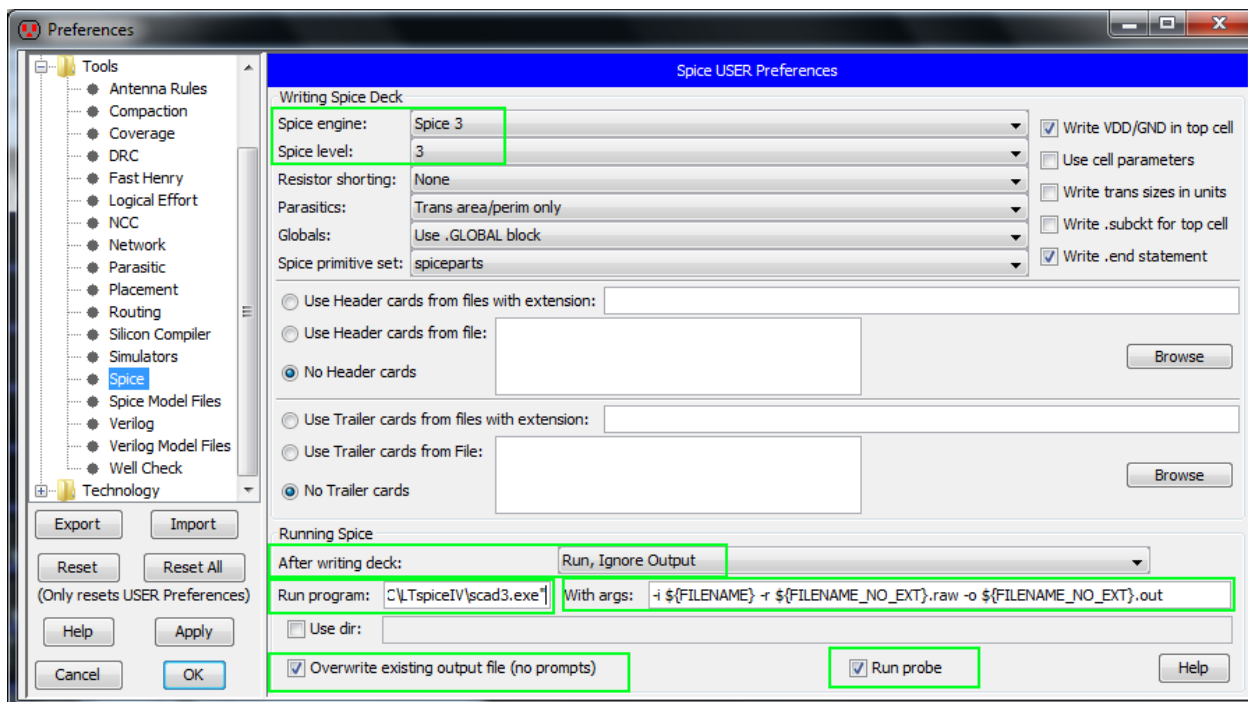 Preferences
Tools
Antenna Rules
Compaction
Coverage
DRC
Fast Henry
Logical Effort
NCC
Network
Parasitic
Placement
Routing
Silicon Compiler
Simulators
Spice
Spice Model Files
Verilog
Verilog Model Files
Well Check
Technology
Export Import
Reset Reset All
(Only resets USER Preferences)
Help Apply
Cancel OK
Spice USER Preferences
Writing Spice Deck
Spice engine: Spice 3
Spice level: 3
Resistor shorting: None
Parasitics: Trans area/perim only
Globals: Use .GLOBAL block
Spice primitive set: spiceparts
Write VDD/GND in top cell
Use cell parameters
Write trans sizes in units
Write .subckt for top cell
Write .end statement
Use Header cards from files with extension:
Use Header cards from file:
No Header cards
Browse
Use Trailer cards from files with extension:
Use Trailer cards from File:
No Trailer cards
Browse
Running Spice
After writing deck: Run, Ignore Output
Run program: C\LTspiceIV\scad3.exe" With args: -i ${FILENAME} -r ${FILENAME_NO_EXT}.raw -o ${FILENAME_NO_EXT}.out
Use dir:
Overwrite existing output file (no prompts) Run probe Help